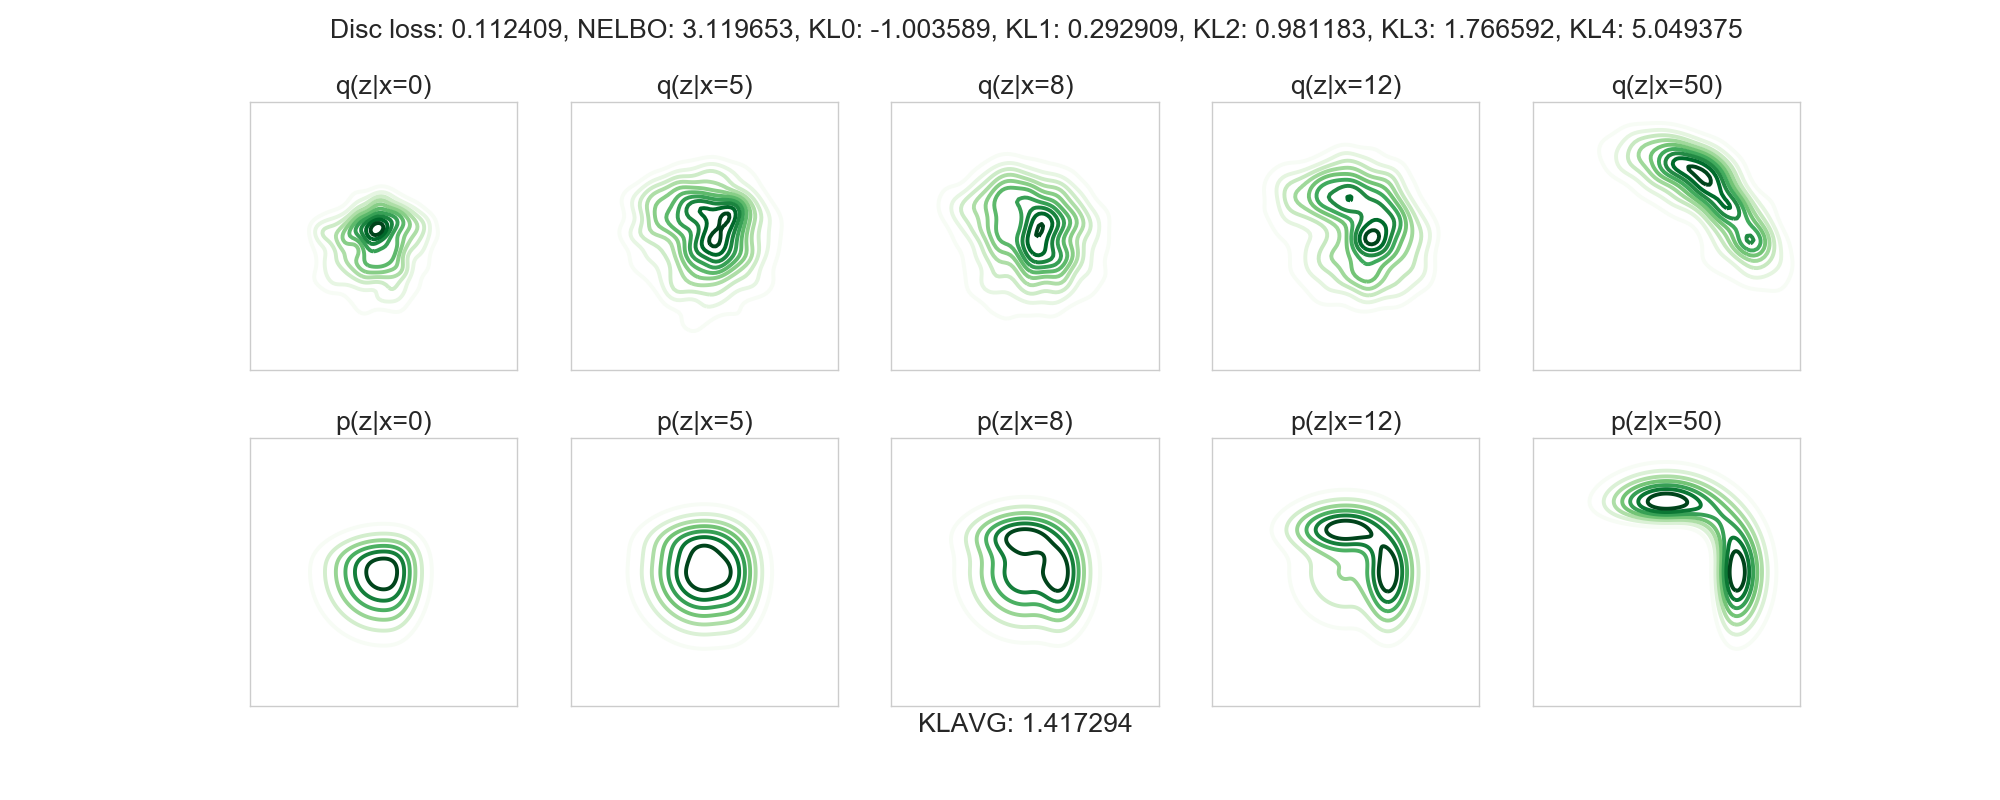 Disc loss: 0.112409, NELBO: 3.119653, KL0: -1.003589, KL1: 0.292909, KL2: 0.981183, KL3: 1.766592, KL4: 5.049375
q(z|x=0) q(z|x=5) q(z|x=8) q(z|x=12) q(z|x=50)
p(z|x=0) p(z|x=5) p(z|x=8) p(z|x=12) p(z|x=50)
KLAVG: 1.417294